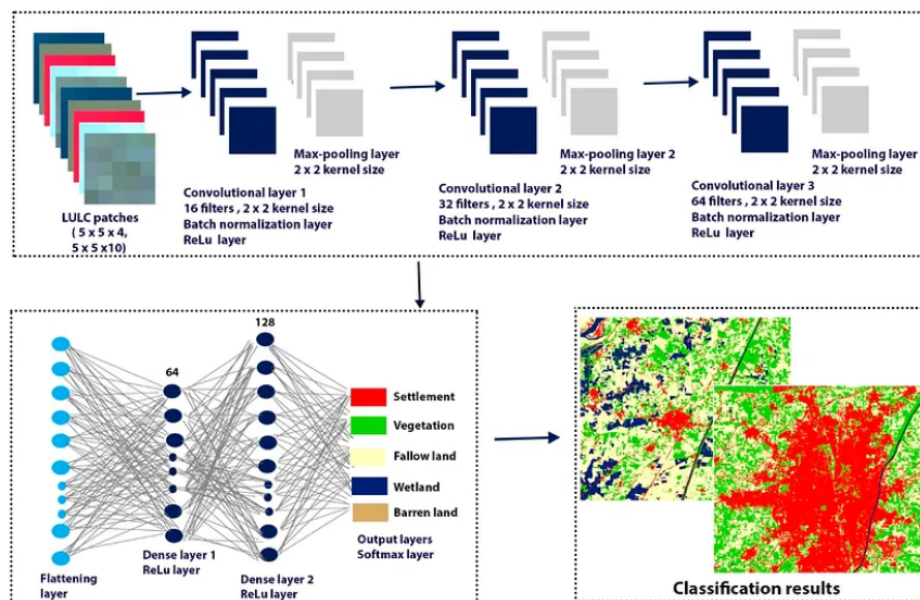 LULC patches
( 5 x 5 x 4,
5 x 5 x10)
Convolutional layer 1
16 filters , 2 x 2 kernel size
Batch normalization layer
ReLu layer
Max-pooling layer
2 x 2 kernel size
Convolutional layer 2
32 filters , 2 x 2 kernel size
Batch normalization layer
ReLu layer
Max-pooling layer 2
2 x 2 kernel size
Convolutional layer 3
64 filters , 2 x 2 kernel size
Batch normalization layer
ReLu layer
Max-pooling layer
2 x 2 kernel size
Flattening
layer
64
Dense layer 1
ReLu layer
128
Dense layer 2
ReLu layer
Settlement
Vegetation
Fallow land
Wetland
Barren land
Output layers
Softmax layer
Classification results